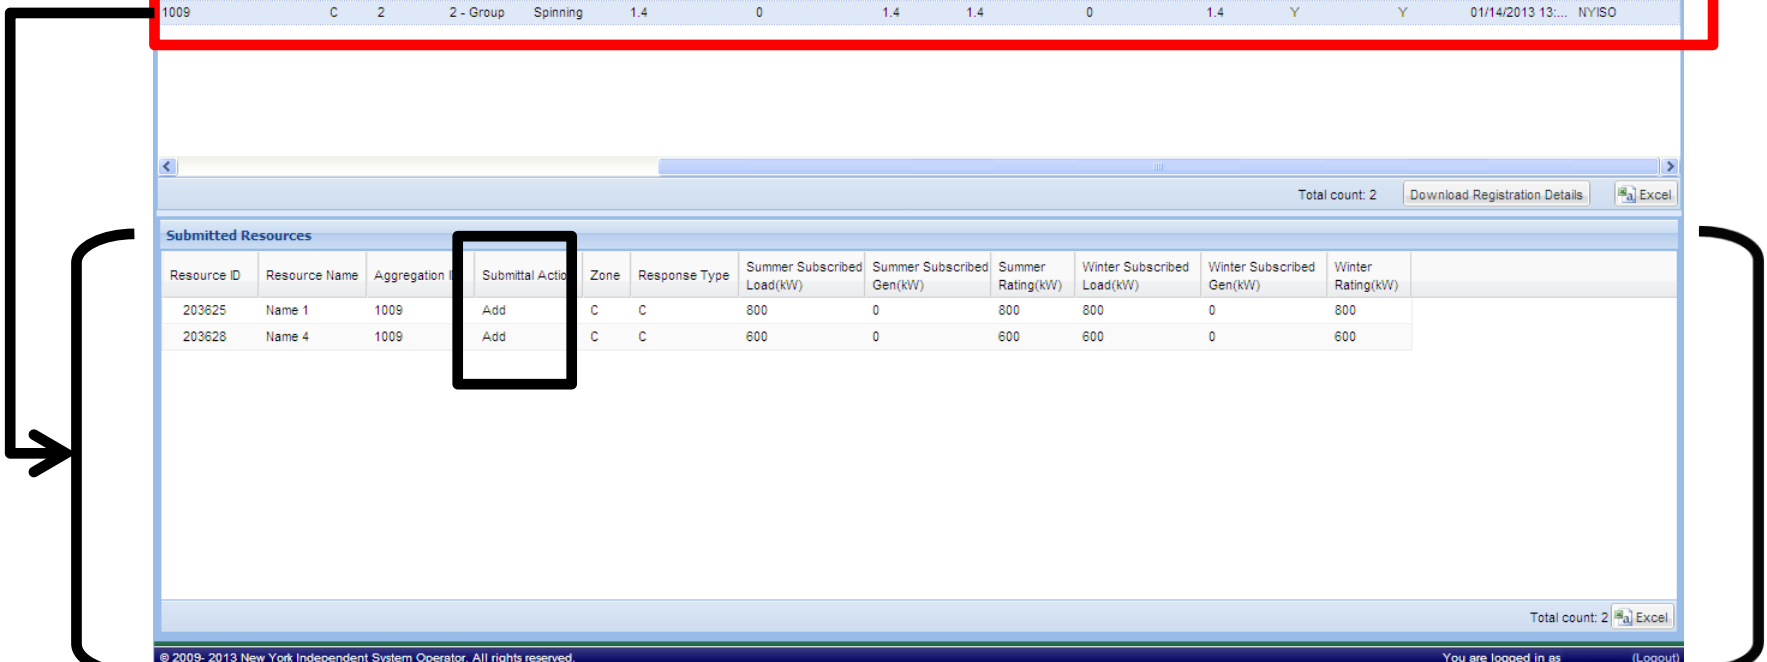 1009 C 2 2 - Group Spinning 1.4 0 1.4 1.4 0 1.4 Y Y 01/14/2013 13:... NYISO
Total count: 2 Download Registration Details Excel
Submitted Resources
Resource ID Resource Name Aggregation Submittal Action Zone Response Type Summer Subscribed Load(kW) Summer Subscribed Gen(kW) Summer Rating(kW) Winter Subscribed Load(kW) Winter Subscribed Gen(kW) Winter Rating(kW)
203625 Name 1 1009 Add C C 800 0 800 800 0 800
203628 Name 4 1009 Add C C 600 0 600 600 0 600
Total count: 2 Excel
© 2009- 2013 New York Independent System Operator. All rights reserved. You are logged in as (Logout)